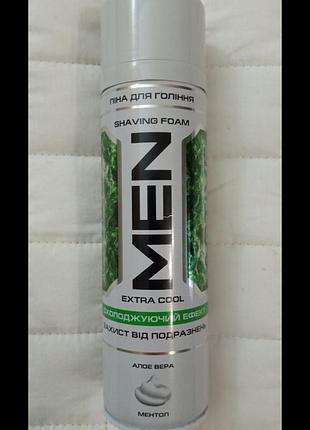 ПІНА ДЛЯ ГОЛІННЯ
SHAVING FOAM
MEN
EXTRA COOL
ОХОЛОДЖУЮЧИЙ ЕФЕКТ
ЗАХИСТ ВІД ПОДРАЗНЕНЬ
АЛОЕ ВЕРА
МЕНТОЛ